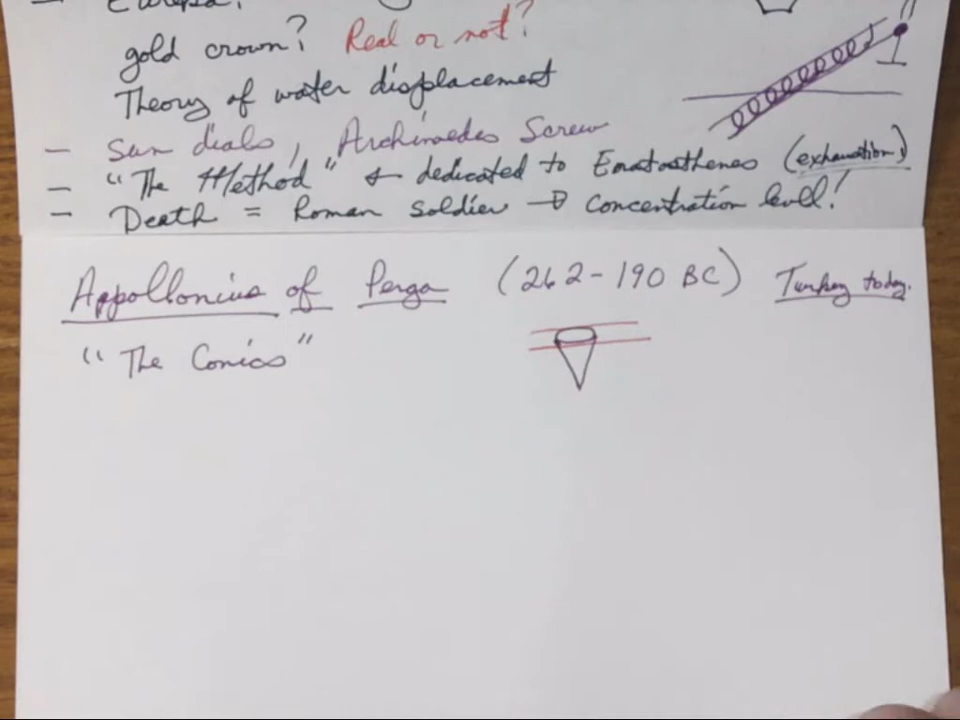 - Eureka!
gold crown? Real or not?
Theory of water displacement
- Sun dials, Archimedes Screw
- "The Method" ← dedicated to Eratosthenes (exhaustion)
- Death = Roman soldier → concentration level!
Appollonius of Perga (262-190 BC) Turkey today.
"The Conics"